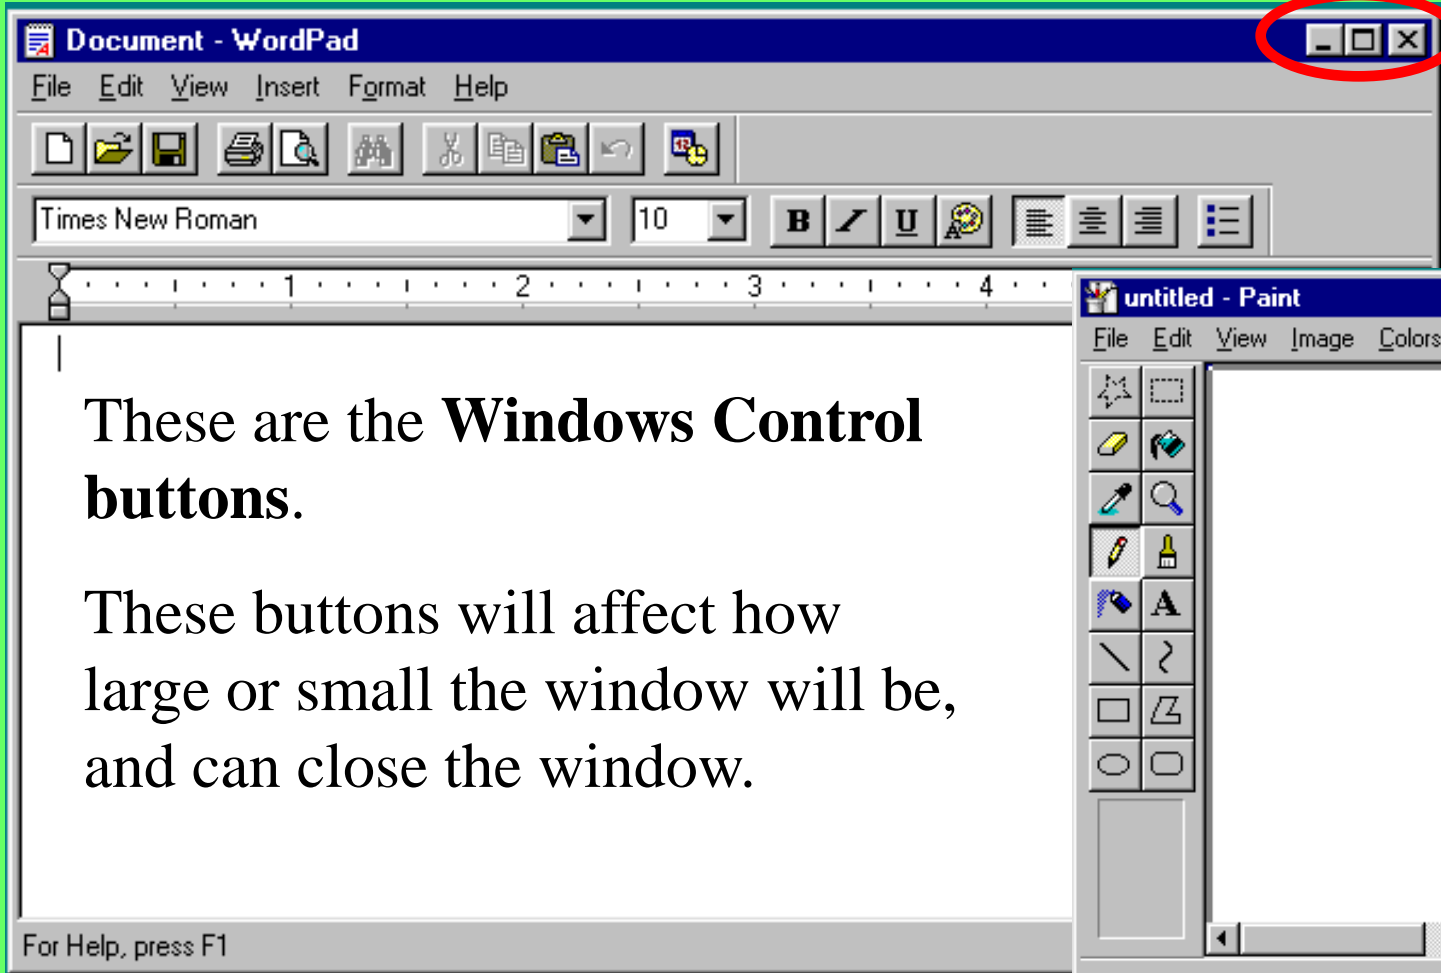 Document - WordPad
File Edit View Insert Format Help
12
Times New Roman 10 B I U A
1 2 3 4
untitled - Paint
File Edit View Image Colors
A
These are the Windows Control
buttons.
These buttons will affect how
large or small the window will be,
and can close the window.
For Help, press F1